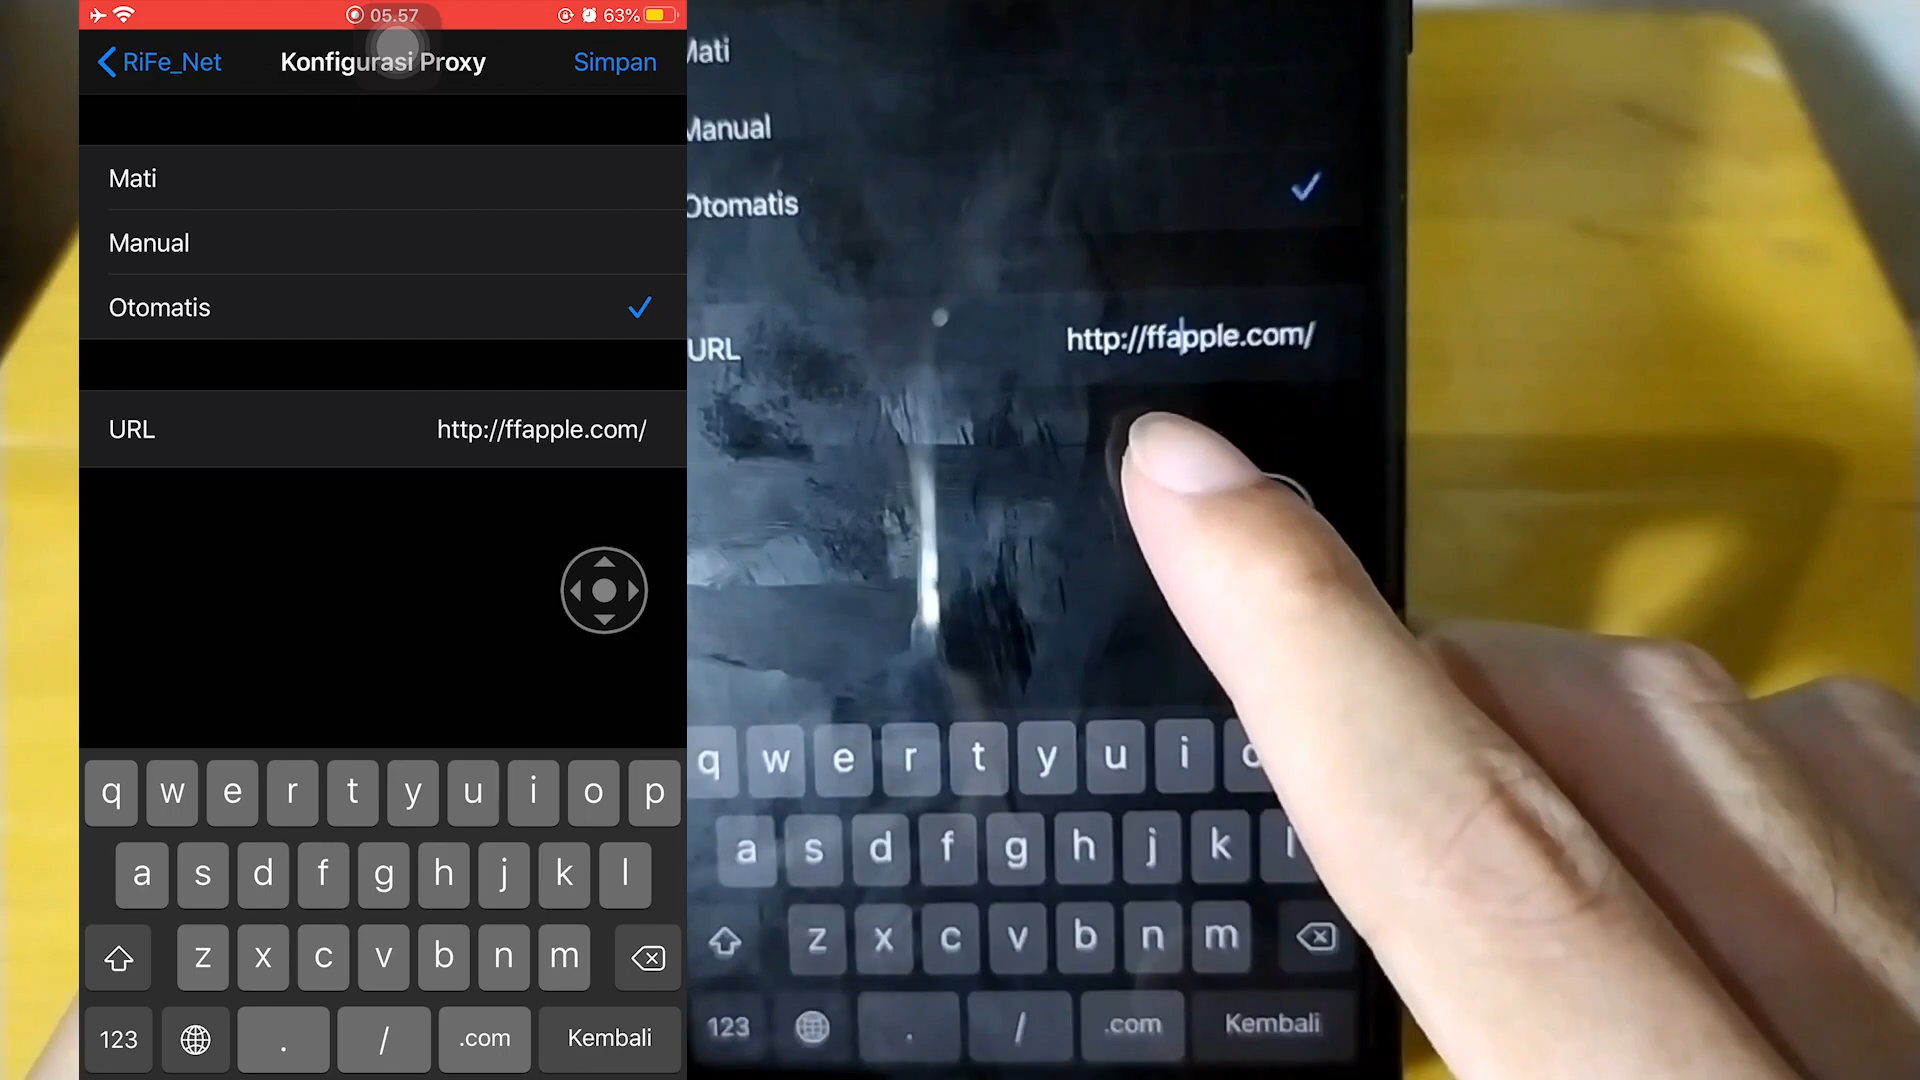 05.57
63%
RiFe_Net
Konfigurasi Proxy
Simpan
Mati
Manual
Otomatis
URL
http://ffapple.com/
q w e r t y u i o p
a s d f g h j k l
z x c v b n m
123
.
/
.com
Kembali
Mati
Manual
Otomatis
URL
http://ffapple.com/
q w e r t y u i
a s d f g h j k l
z x c v b n m
123
.
/
.com
Kembali